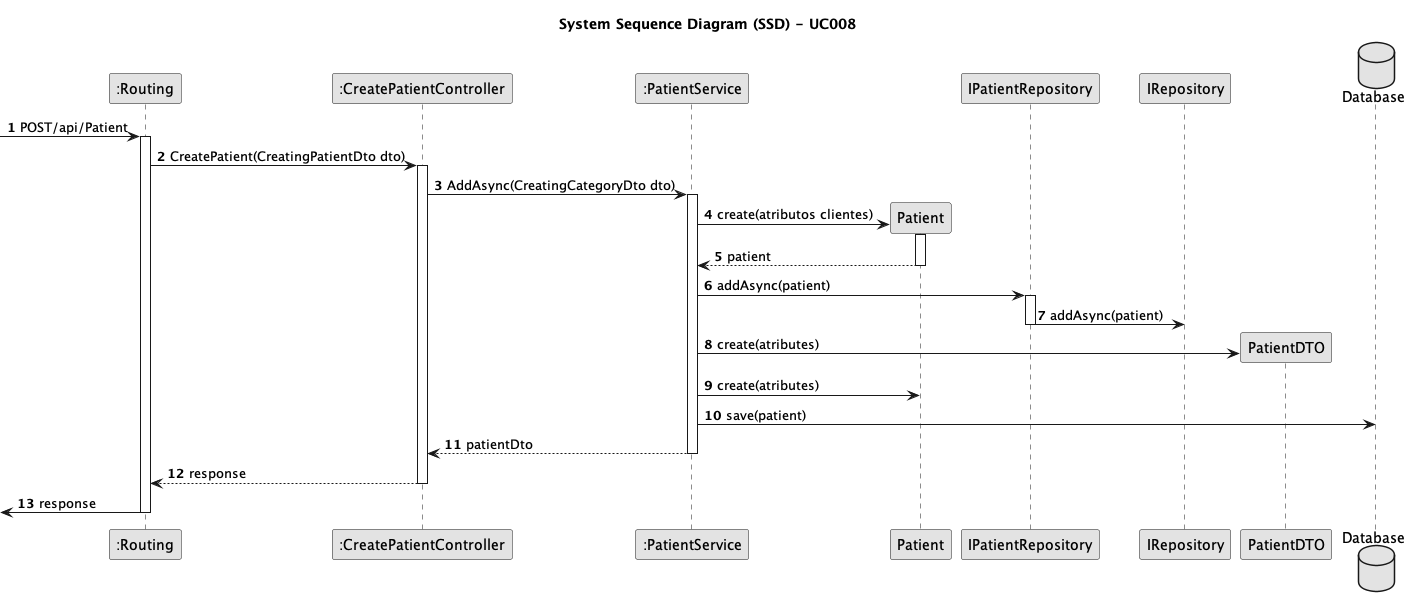 System Sequence Diagram (SSD) - UC008
:Routing
:CreatePatientController
:PatientService
IPatientRepository
IRepository
Database
1 POST/api/Patient
2 CreatePatient(CreatingPatientDto dto)
3 AddAsync(CreatingCategoryDto dto)
4 create(atributos clientes)
Patient
5 patient
6 addAsync(patient)
7 addAsync(patient)
8 create(atributes)
PatientDTO
9 create(atributes)
10 save(patient)
11 patientDto
12 response
13 response
:Routing
:CreatePatientController
:PatientService
Patient
IPatientRepository
IRepository
PatientDTO
Database